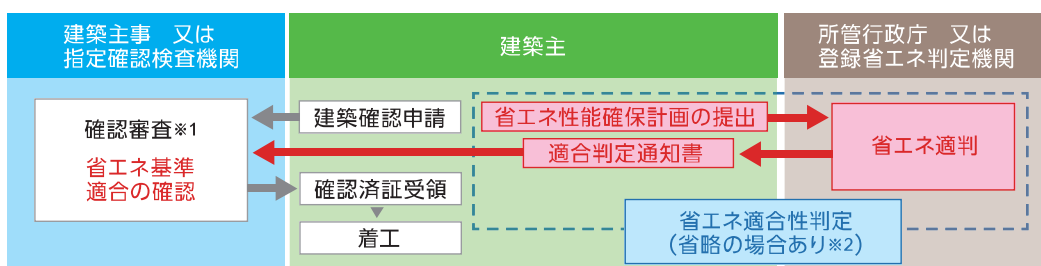 建築主事　又は
指定確認検査機関
建築主
所管行政庁　又は
登録省エネ判定機関
確認審査※1
省エネ基準
適合の確認
建築確認申請
省エネ性能確保計画の提出
適合判定通知書
省エネ適判
確認済証受領
着工
省エネ適合性判定
(省略の場合あり※2)